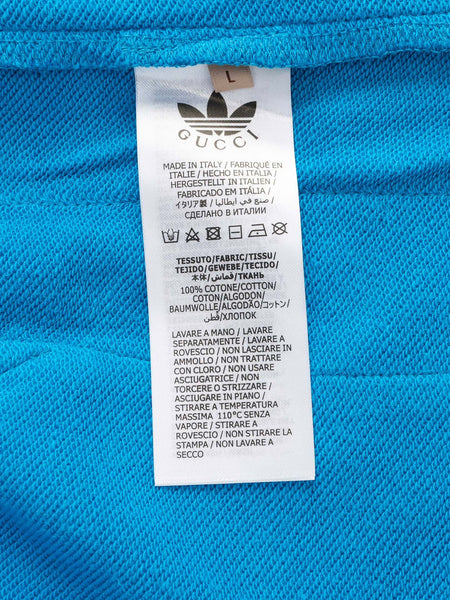 L
GUCCI
MADE IN ITALY / FABRIQUÉ EN
ITALIE / HECHO EN ITALIA /
HERGESTELLT IN ITALIEN /
FABRICADO EM ITÁLIA /
イタリア製 / صنع في ايطاليا /
СДЕЛАНО В ИТАЛИИ
TESSUTO/FABRIC/TISSU/
TEJIDO/GEWEBE/TECIDO/
本体/قماش/ТКАНЬ
100% COTONE/COTTON/
COTON/ALGODON/
BAUMWOLLE/ALGODÃO/コットン/
قطن/ХЛОПОК
LAVARE A MANO / LAVARE
SEPARATAMENTE / LAVARE A
ROVESCIO / NON LASCIARE IN
AMMOLLO / NON TRATTARE
CON CLORO / NON USARE
ASCIUGATRICE / NON
TORCERE O STRIZZARE /
ASCIUGARE IN PIANO /
STIRARE A TEMPERATURA
MASSIMA 110°C SENZA
VAPORE / STIRARE A
ROVESCIO / NON STIRARE LA
STAMPA / NON LAVARE A
SECCO